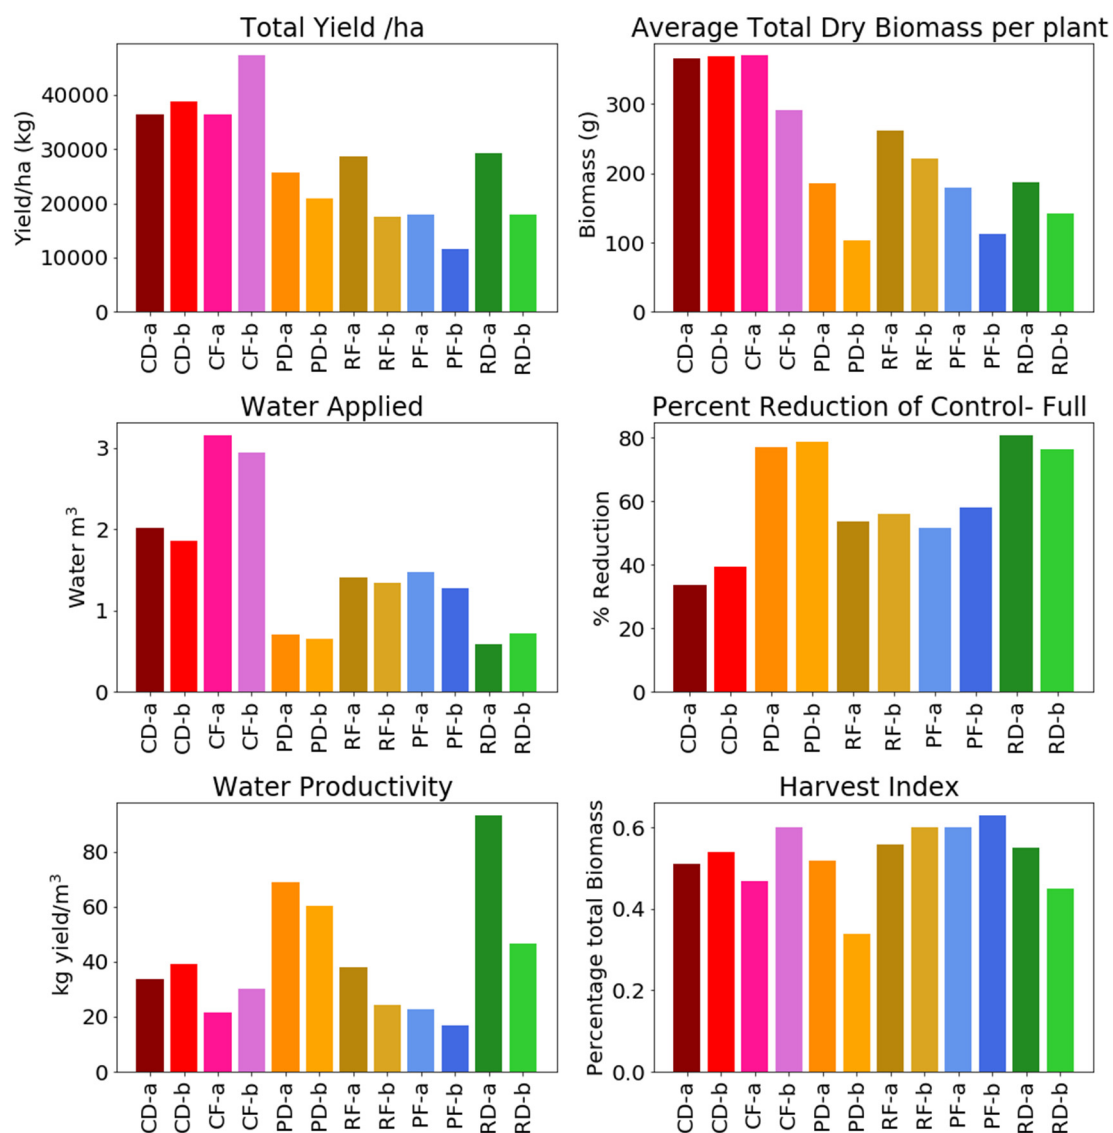 Total Yield /ha
Yield/ha (kg)
40000
30000
20000
10000
0
CD-a CD-b CF-a CF-b PD-a PD-b RF-a RF-b PF-a PF-b RD-a RD-b
Average Total Dry Biomass per plant
Biomass (g)
300
200
100
0
CD-a CD-b CF-a CF-b PD-a PD-b RF-a RF-b PF-a PF-b RD-a RD-b
Water Applied
Water m³
3
2
1
0
CD-a CD-b CF-a CF-b PD-a PD-b RF-a RF-b PF-a PF-b RD-a RD-b
Percent Reduction of Control- Full
% Reduction
80
60
40
20
0
CD-a CD-b PD-a PD-b RF-a RF-b PF-a PF-b RD-a RD-b
Water Productivity
kg yield/m³
80
60
40
20
0
CD-a CD-b CF-a CF-b PD-a PD-b RF-a RF-b PF-a PF-b RD-a RD-b
Harvest Index
Percentage total Biomass
0.6
0.4
0.2
0.0
CD-a CD-b CF-a CF-b PD-a PD-b RF-a RF-b PF-a PF-b RD-a RD-b